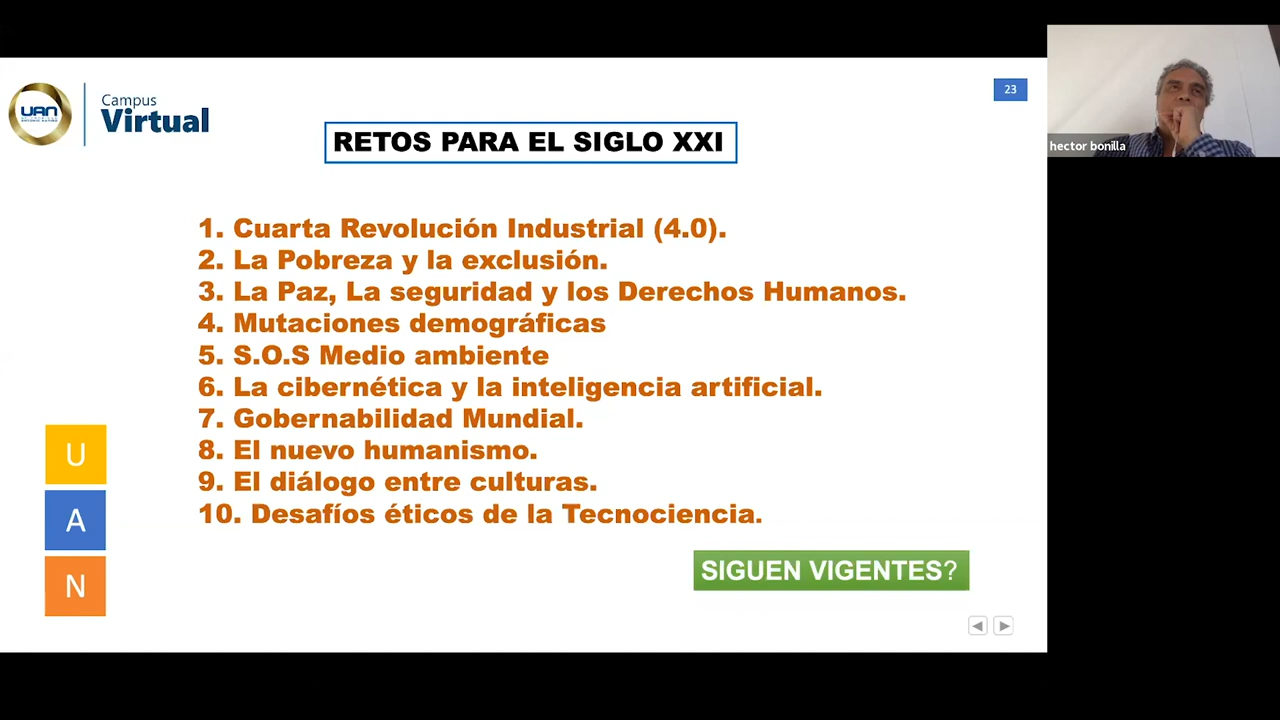 UAN
Campus
Virtual
23
hector bonilla
RETOS PARA EL SIGLO XXI
1. Cuarta Revolución Industrial (4.0).
2. La Pobreza y la exclusión.
3. La Paz, La seguridad y los Derechos Humanos.
4. Mutaciones demográficas
5. S.O.S Medio ambiente
6. La cibernética y la inteligencia artificial.
7. Gobernabilidad Mundial.
8. El nuevo humanismo.
9. El diálogo entre culturas.
10. Desafíos éticos de la Tecnociencia.
U
A
N
SIGUEN VIGENTES?